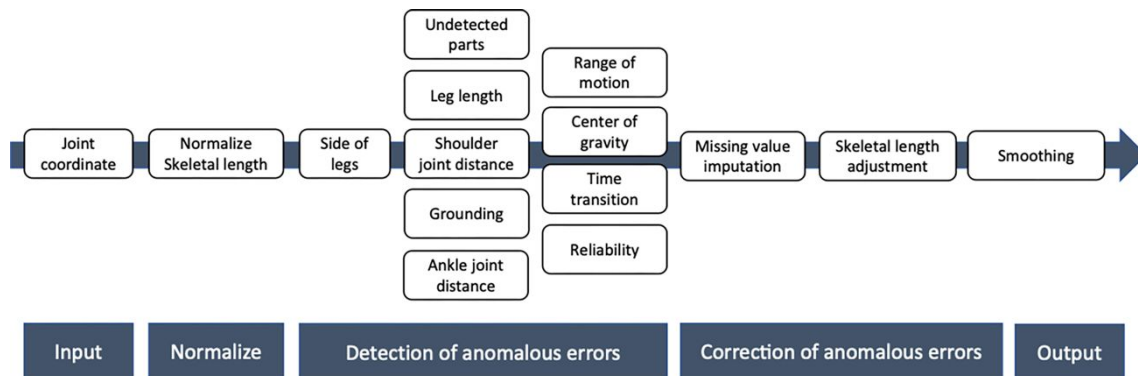 Undetected
parts
Leg length
Shoulder
joint distance
Grounding
Ankle joint
distance
Range of
motion
Center of
gravity
Time
transition
Reliability
Joint
coordinate
Normalize
Skeletal length
Side of
legs
Missing value
imputation
Skeletal length
adjustment
Smoothing
Input
Normalize
Detection of anomalous errors
Correction of anomalous errors
Output